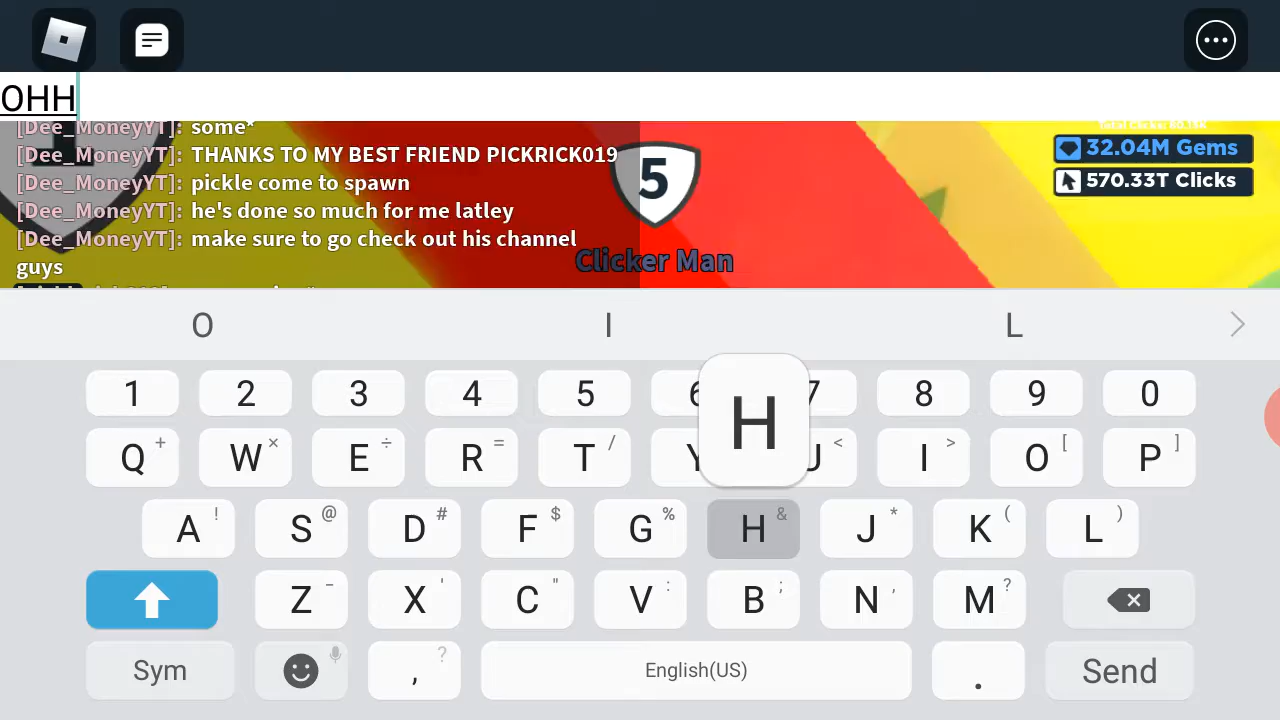 OHH
[Dee_MoneyYT]: some*
[Dee_MoneyYT]: THANKS TO MY BEST FRIEND PICKRICK019
[Dee_MoneyYT]: pickle come to spawn
[Dee_MoneyYT]: he's done so much for me latley
[Dee_MoneyYT]: make sure to go check out his channel
guys
5
Clicker Man
32.04M Gems
570.33T Clicks
O I L
1 2 3 4 5 6 7 8 9 0
Q + W × E ÷ R = T / Y U < I > O [ P ]
H
A ! S @ D # F $ G % H & J * K ( L )
Z - X ' C " V : B ; N , M ?
Sym , ? English(US) . Send